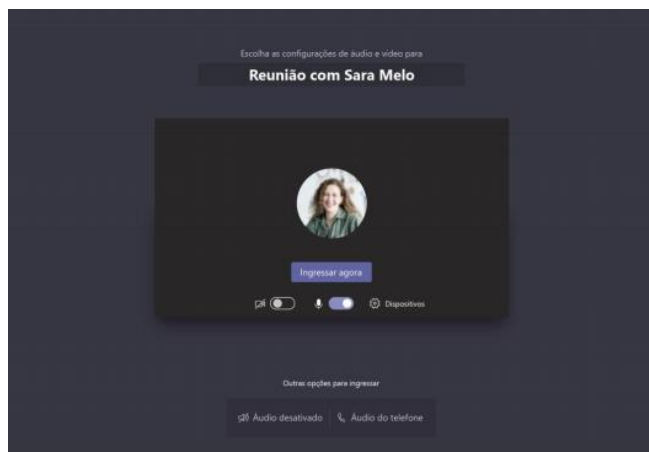 Escolha as configurações de áudio e vídeo para
Reunião com Sara Melo
Ingressar agora
Dispositivos
Outras opções para ingressar
Áudio desativado
Áudio do telefone